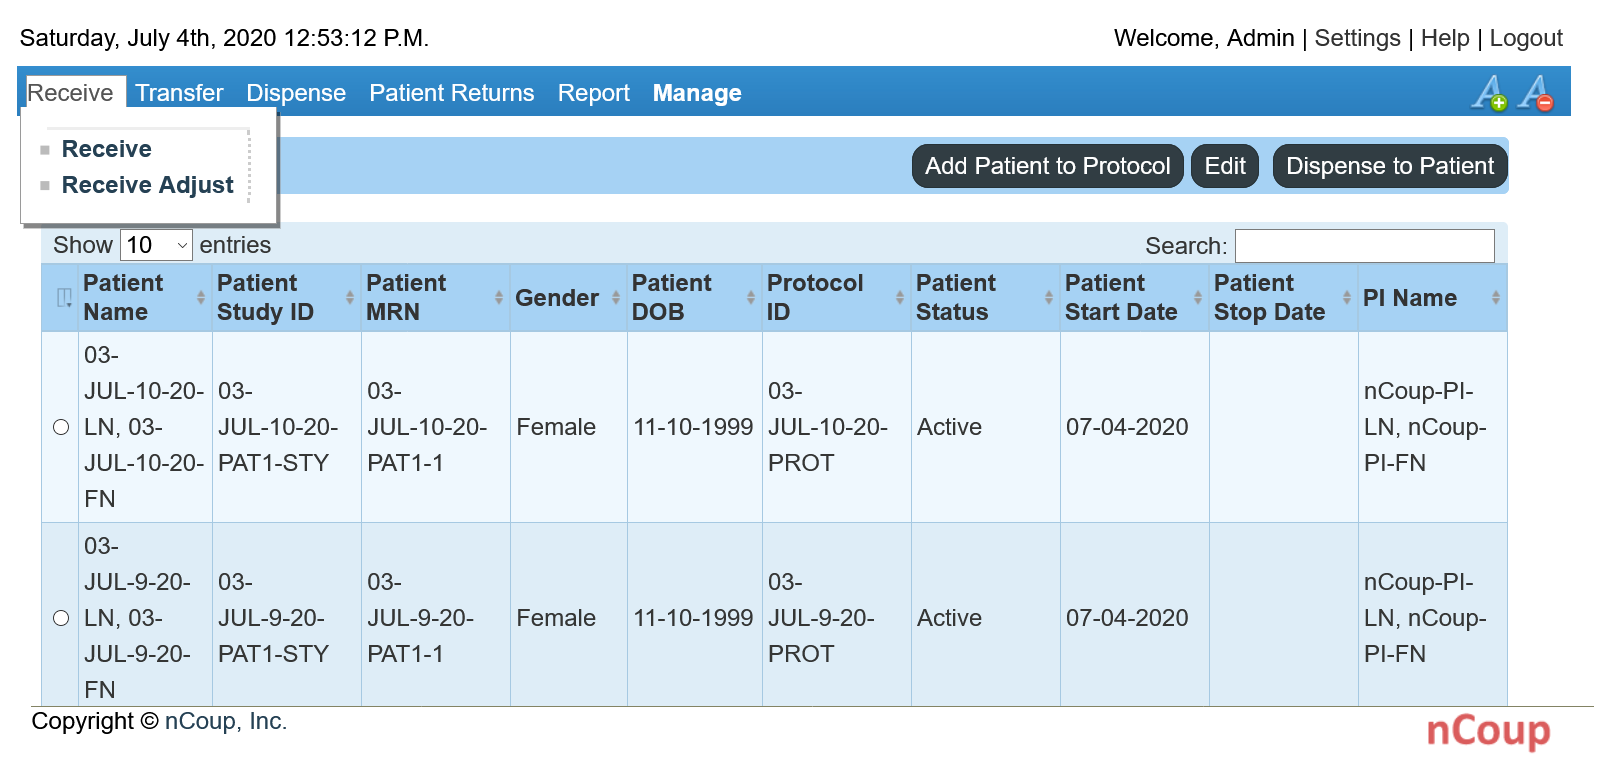 Saturday, July 4th, 2020 12:53:12 P.M.
Welcome, Admin | Settings | Help | Logout
Receive Transfer Dispense Patient Returns Report Manage
Receive
Receive Adjust
Add Patient to Protocol Edit Dispense to Patient
Show 10 entries
Search:
Patient Name Patient Study ID Patient MRN Gender Patient DOB Protocol ID Patient Status Patient Start Date Patient Stop Date PI Name
03-
JUL-10-20-
LN, 03-
JUL-10-20-
FN
03-
JUL-10-20-
PAT1-STY
03-
JUL-10-20-
PAT1-1
Female
11-10-1999
03-
JUL-10-20-
PROT
Active
07-04-2020
nCoup-PI-
LN, nCoup-
PI-FN
03-
JUL-9-20-
LN, 03-
JUL-9-20-
FN
03-
JUL-9-20-
PAT1-STY
03-
JUL-9-20-
PAT1-1
Female
11-10-1999
03-
JUL-9-20-
PROT
Active
07-04-2020
nCoup-PI-
LN, nCoup-
PI-FN
Copyright © nCoup, Inc.
nCoup